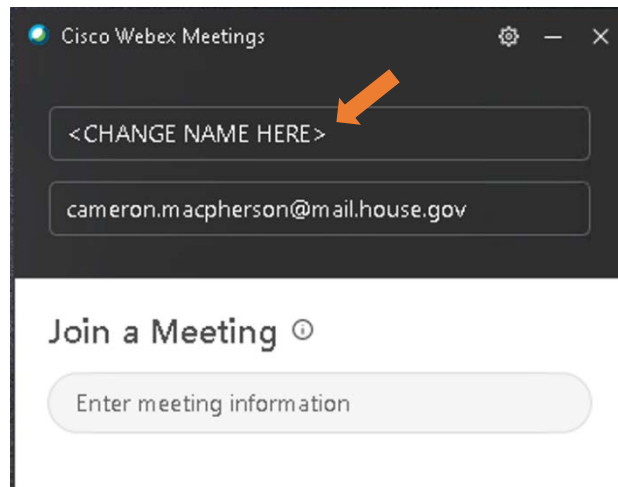 Cisco Webex Meetings
<CHANGE NAME HERE>
cameron.macpherson@mail.house.gov
Join a Meeting
Enter meeting information